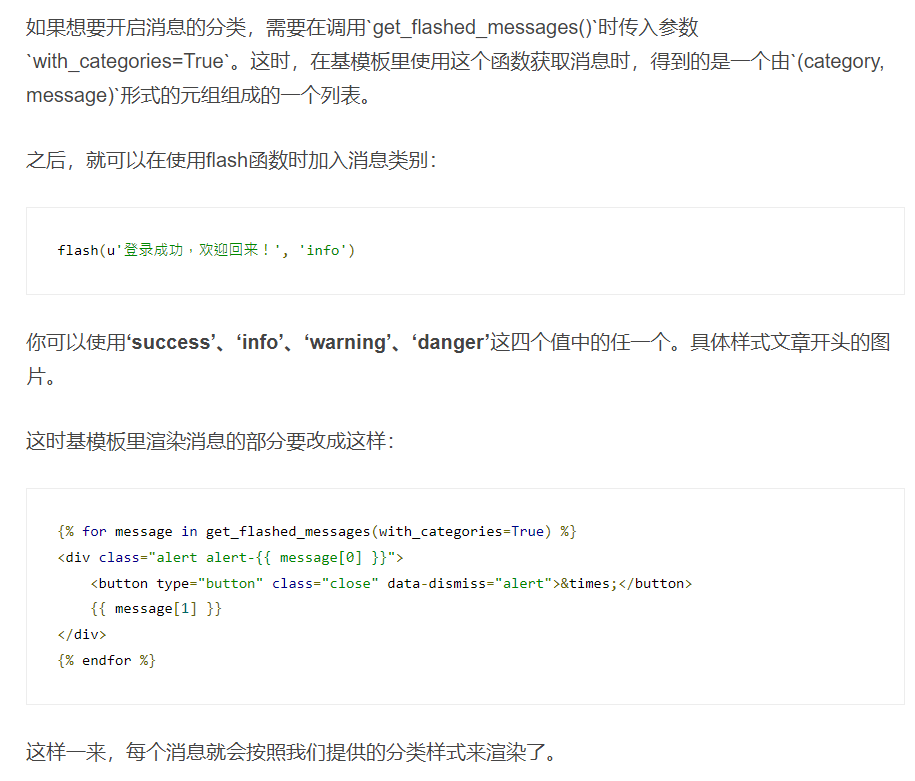 如果想要开启消息的分类，需要在调用`get_flashed_messages()`时传入参数
`with_categories=True`。这时，在基模板里使用这个函数获取消息时，得到的是一个由`(category,
message)`形式的元组组成的一个列表。
之后，就可以在使用flash函数时加入消息类别：
flash(u'登录成功，欢迎回来！', 'info')
你可以使用‘success’、‘info’、‘warning’、‘danger’这四个值中的任一个。具体样式文章开头的图
片。
这时基模板里渲染消息的部分要改成这样：
{% for message in get_flashed_messages(with_categories=True) %}
<div class="alert alert-{{ message[0] }}">
    <button type="button" class="close" data-dismiss="alert">&times;</button>
    {{ message[1] }}
</div>
{% endfor %}
这样一来，每个消息就会按照我们提供的分类样式来渲染了。